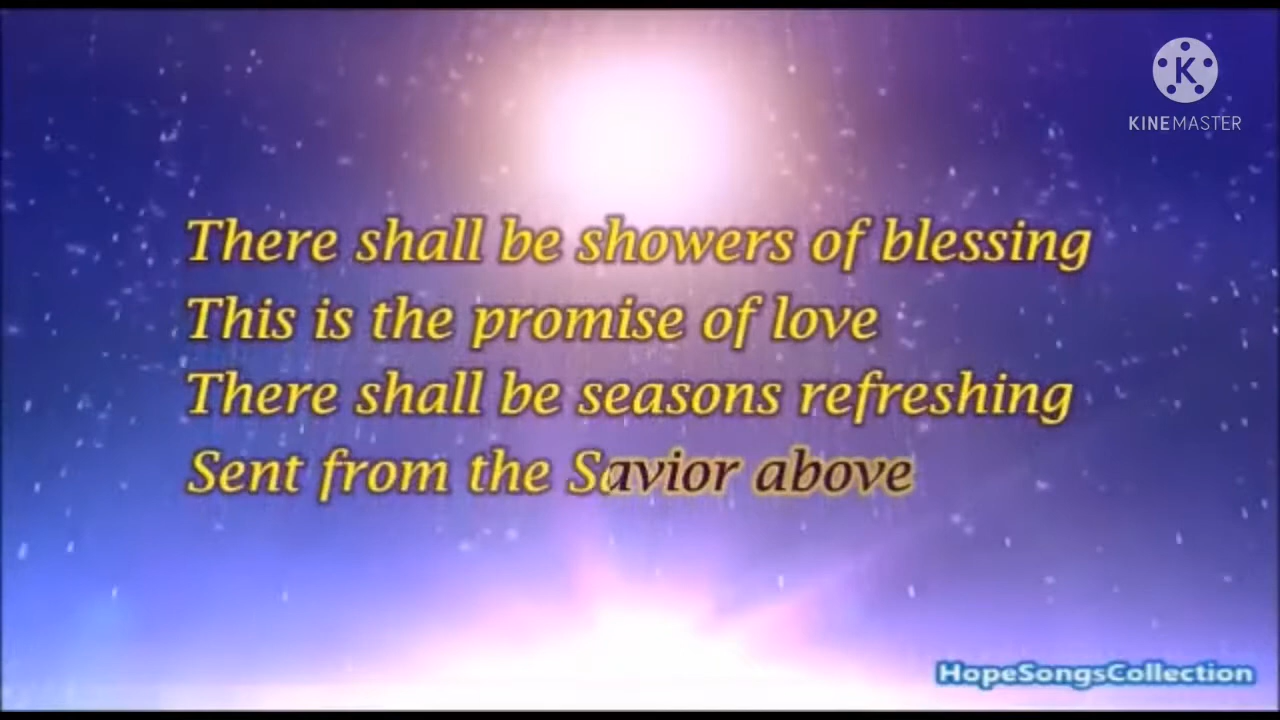 K
KINEMASTER
There shall be showers of blessing
This is the promise of love
There shall be seasons refreshing
Sent from the Savior above
HopeSongsCollection